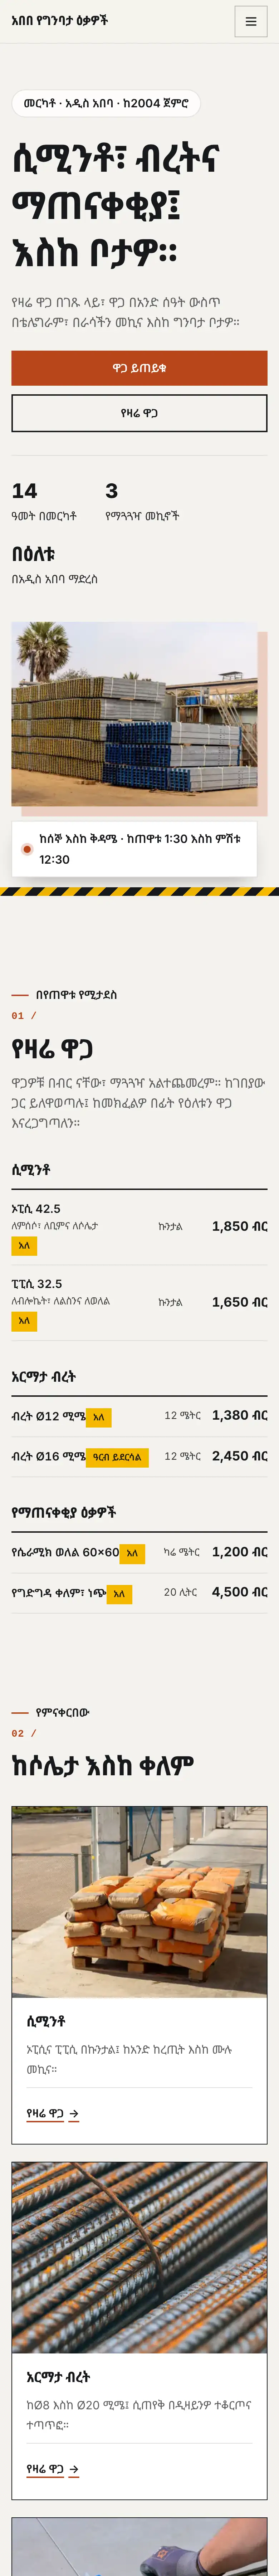 አበበ የግንባታ ዕቃዎች
መርካቶ · አዲስ አበባ · ከ2004 ጀምሮ
ሲሚንቶ፣ ብረትና
ማጠናቀቂያ፤
እስከ ቦታዎ።
የዛሬ ዋጋ በገጹ ላይ፣ ዋጋ በአንድ ሰዓት ውስጥ
በቴሌግራም፣ በራሳችን መኪና እስከ ግንባታ ቦታዎ።
ዋጋ ይጠይቁ
የዛሬ ዋጋ
14
ዓመት በመርካቶ
3
የማጓጓዣ መኪኖች
በዕለቱ
በአዲስ አበባ ማድረስ
ከሰኞ እስከ ቅዳሜ · ከጠዋቱ 1:30 እስከ ምሽቱ
12:30
በየጠዋቱ የሚታደስ
01 /
የዛሬ ዋጋ
ዋጋዎቹ በብር ናቸው፣ ማጓጓዣ አልተጨመረም። ከገበያው
ጋር ይለዋወጣሉ፤ ከመክፈልዎ በፊት የዕለቱን ዋጋ
እናረጋግጣለን።
ሲሚንቶ
ኦፒሲ 42.5
ለምሰሶ፣ ለቢምና ለሶሌታ
አለ
ኩንታል
1,850 ብር
ፒፒሲ 32.5
ለብሎኬት፣ ለልስንና ለወለል
አለ
ኩንታል
1,650 ብር
አርማታ ብረት
ብረት Ø12 ሚሜ አለ 12 ሜትር 1,380 ብር
ብረት Ø16 ሚሜ ዓርብ ይደርሳል 12 ሜትር 2,450 ብር
የማጠናቀቂያ ዕቃዎች
የሴራሚክ ወለል 60×60 አለ ካሬ ሜትር 1,200 ብር
የግድግዳ ቀለም፣ ነጭ አለ 20 ሊትር 4,500 ብር
የምናቀርበው
02 /
ከሶሌታ እስከ ቀለም
ሲሚንቶ
ኦፒሲና ፒፒሲ በኩንታል፤ ከአንድ ከረጢት እስከ ሙሉ
መኪና።
የዛሬ ዋጋ →
አርማታ ብረት
ከØ8 እስከ Ø20 ሚሜ፤ ሲጠየቅ በዲዛይንዎ ተቆርጦና
ተጣጥፎ።
የዛሬ ዋጋ →